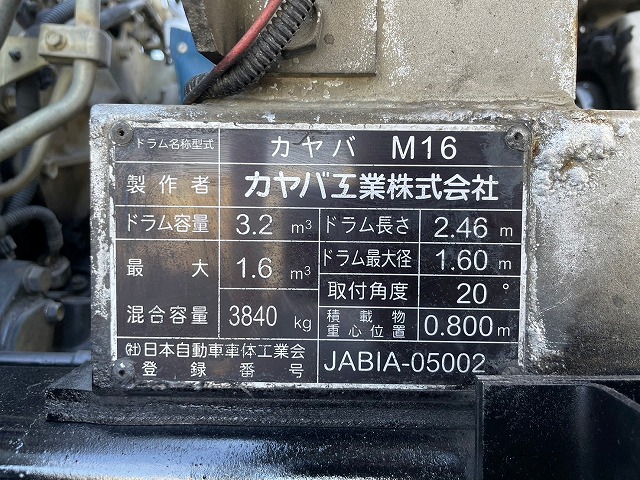 ドラム名称型式 カヤバ M16
製作者 カヤバ工業株式会社
ドラム容量 3.2 m³ ドラム長さ 2.46 m
最大 1.6 m³ ドラム最大径 1.60 m
混合容量 3840 kg 取付角度 20 °
積載物重心位置 0.800m
㈳日本自動車車体工業会
登録番号 JABIA-05002